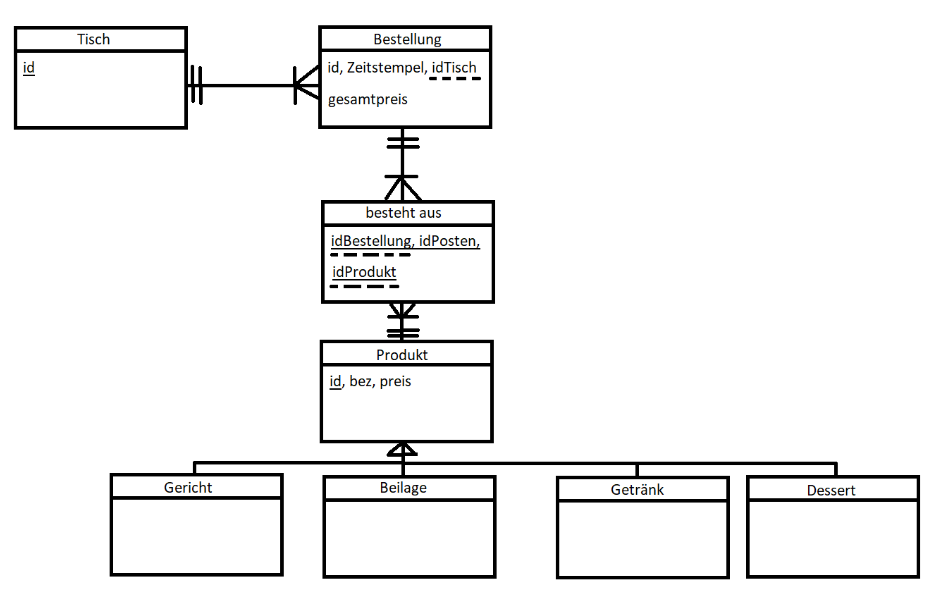 Tisch
id
Bestellung
id, Zeitstempel, idTisch
gesamtpreis
besteht aus
idBestellung, idPosten,
idProdukt
Produkt
id, bez, preis
Gericht
Beilage
Getränk
Dessert